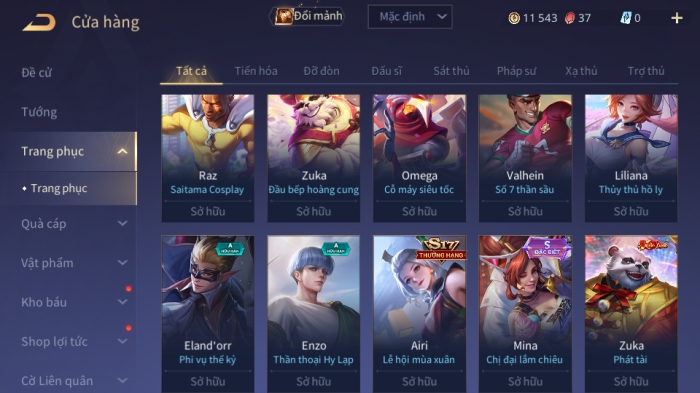 Cửa hàng
Đổi mảnh
Mặc định
11 543
37
0
Đề cử
Tướng
Trang phục
Trang phục
Quà cáp
Vật phẩm
Kho báu
Shop lợi tức
Cờ Liên quân
Tất cả
Tiến hóa
Đỡ đòn
Đấu sĩ
Sát thủ
Pháp sư
Xạ thủ
Trợ thủ
Raz
Saitama Cosplay
Sở hữu
Zuka
Đầu bếp hoàng cung
Sở hữu
Omega
Cỗ máy siêu tốc
Sở hữu
Valhein
Số 7 thần sầu
Sở hữu
Liliana
Thủy thủ hồ ly
Sở hữu
A
HỮU HẠN
Eland'orr
Phi vụ thế kỷ
Sở hữu
A
HỮU HẠN
Enzo
Thần thoại Hy Lạp
Sở hữu
S17
THƯỞNG HẠNG
Airi
Lễ hội mùa xuân
Sở hữu
S
ĐẶC BIỆT
Mina
Chị đại lắm chiêu
Sở hữu
Zuka
Phát tài
Sở hữu